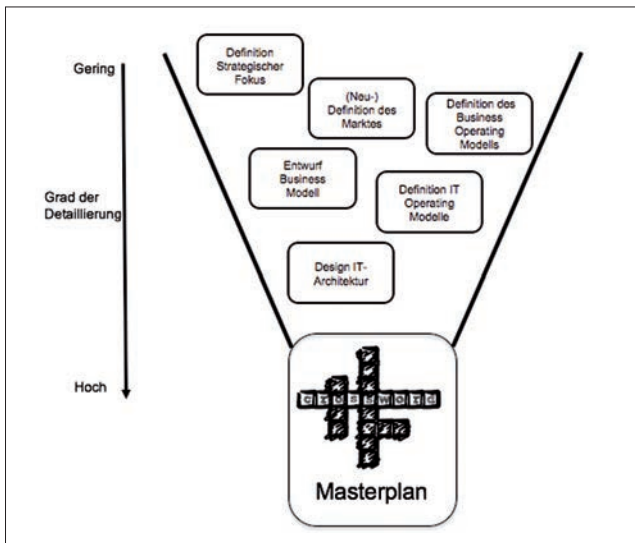 Gering
Grad der
Detaillierung
Hoch
Definition
Strategischer
Fokus
(Neu-)
Definition des
Marktes
Definition des
Business
Operating
Modells
Entwurf
Business
Modell
Definition IT
Operating
Modelle
Design IT-
Architektur
crossword
Masterplan